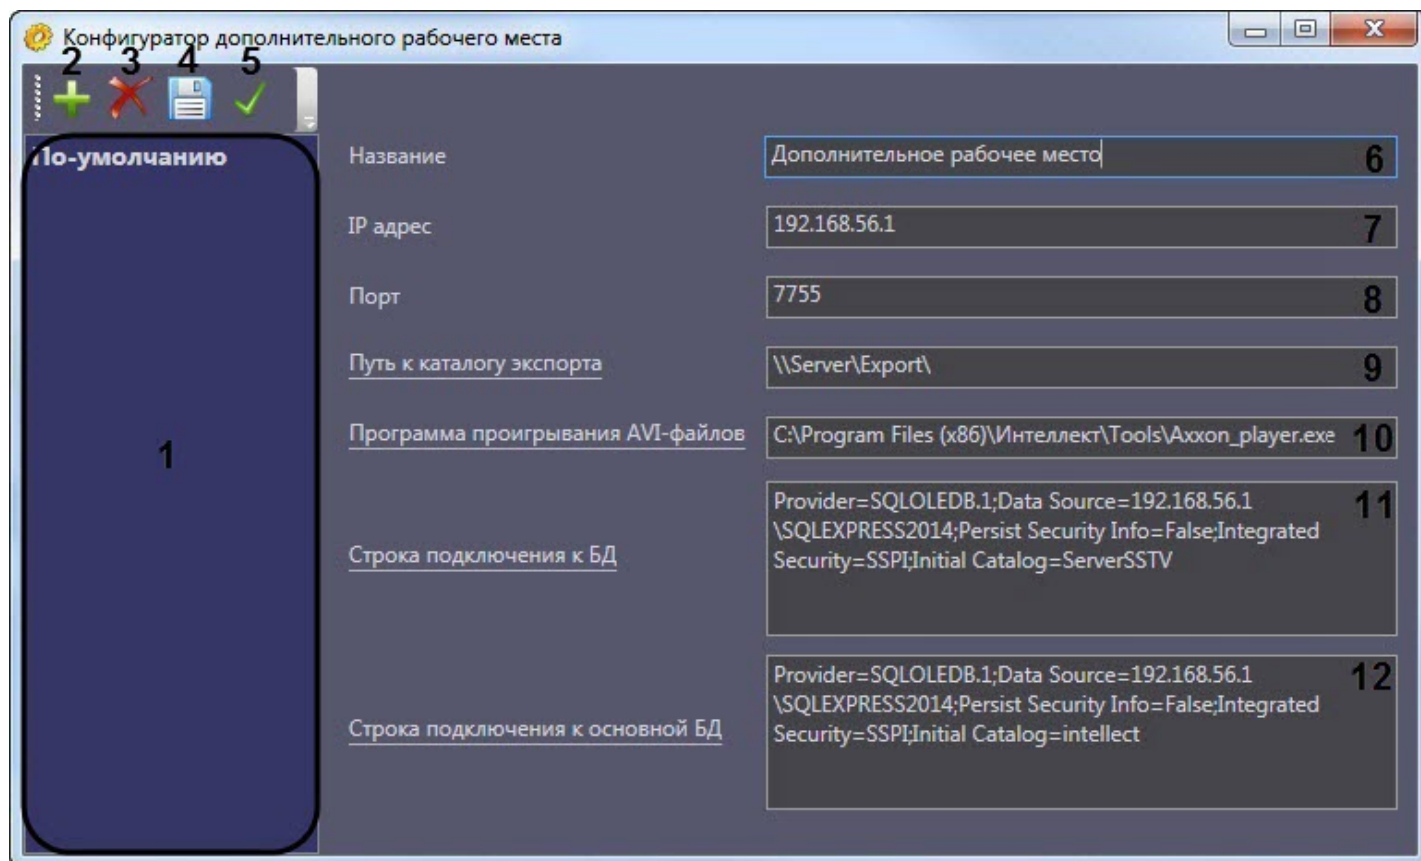 Конфигуратор дополнительного рабочего места
2 3 4 5
По-умолчанию
1
Название
Дополнительное рабочее место 6
IP адрес
192.168.56.1 7
Порт
7755 8
Путь к каталогу экспорта
\\Server\Export\ 9
Программа проигрывания AVI-файлов
C:\Program Files (x86)\Интеллект\Tools\Axxon_player.exe 10
Строка подключения к БД
Provider=SQLOLEDB.1;Data Source=192.168.56.1 11
\SQLEXPRESS2014;Persist Security Info=False;Integrated
Security=SSPI;Initial Catalog=ServerSSTV
Строка подключения к основной БД
Provider=SQLOLEDB.1;Data Source=192.168.56.1 12
\SQLEXPRESS2014;Persist Security Info=False;Integrated
Security=SSPI;Initial Catalog=intellect